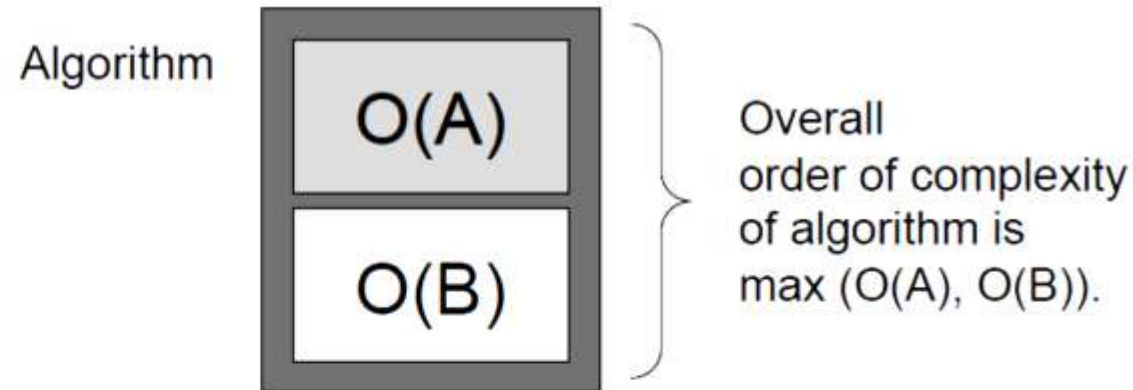 Algorithm
O(A)
O(B)
Overall
order of complexity
of algorithm is
max (O(A), O(B)).